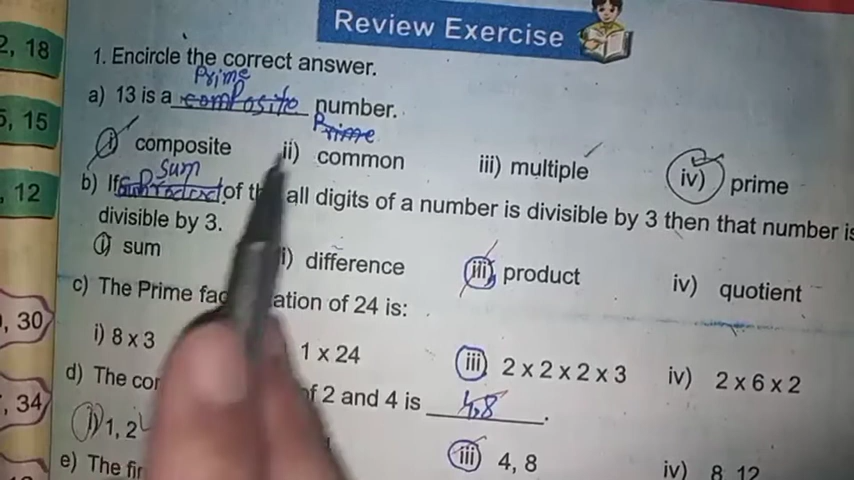 Review Exercise
2, 18
1. Encircle the correct answer.
Prime
a) 13 is a composite number.
5, 15
Prime
i) composite ii) common iii) multiple iv) prime
Sum
, 12
b) If product of the all digits of a number is divisible by 3 then that number is
divisible by 3.
i) sum i) difference iii) product iv) quotient
c) The Prime fac ation of 24 is:
, 30
i) 8 x 3 1 x 24 iii) 2 x 2 x 2 x 3 iv) 2 x 6 x 2
d) The co of 2 and 4 is 4,8.
, 34
i) 1, 2 iii) 4, 8 iv) 8, 12
e) The fir